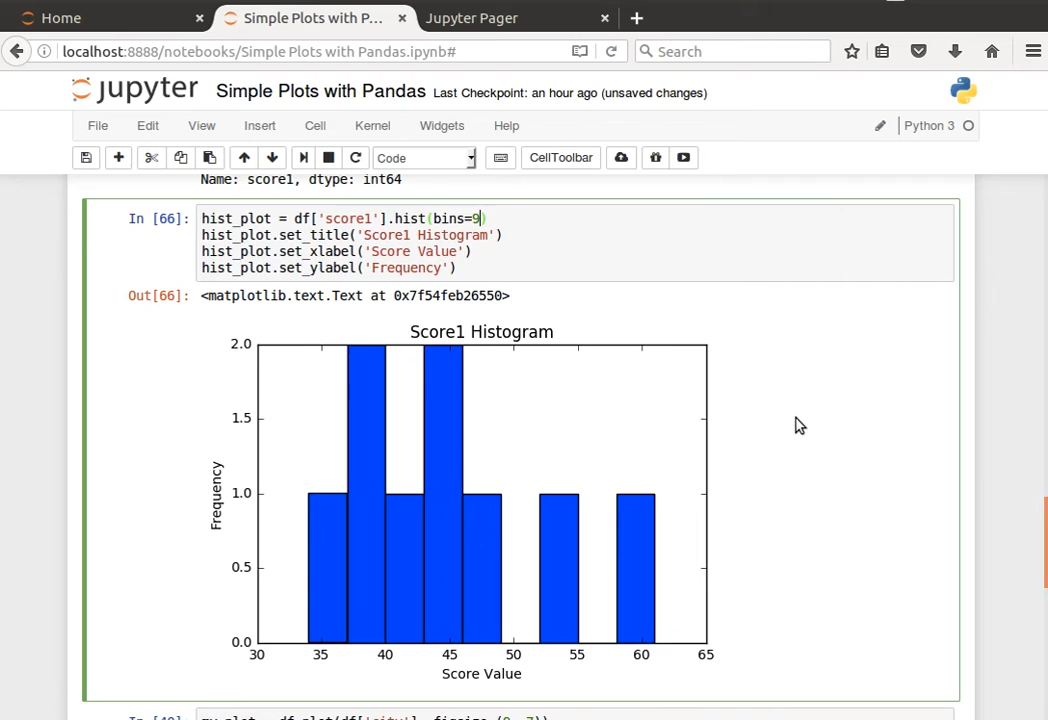 Home
Simple Plots with P...
Jupyter Pager
localhost:8888/notebooks/Simple Plots with Pandas.ipynb#
Search
jupyter Simple Plots with Pandas Last Checkpoint: an hour ago (unsaved changes)
File Edit View Insert Cell Kernel Widgets Help Python 3
Code CellToolbar
Name: score1, dtype: int64
In [66]: hist_plot = df['score1'].hist(bins=9)
hist_plot.set_title('Score1 Histogram')
hist_plot.set_xlabel('Score Value')
hist_plot.set_ylabel('Frequency')
Out[66]: <matplotlib.text.Text at 0x7f54feb26550>
Score1 Histogram
2.0
1.5
1.0
0.5
0.0
Frequency
30 35 40 45 50 55 60 65
Score Value